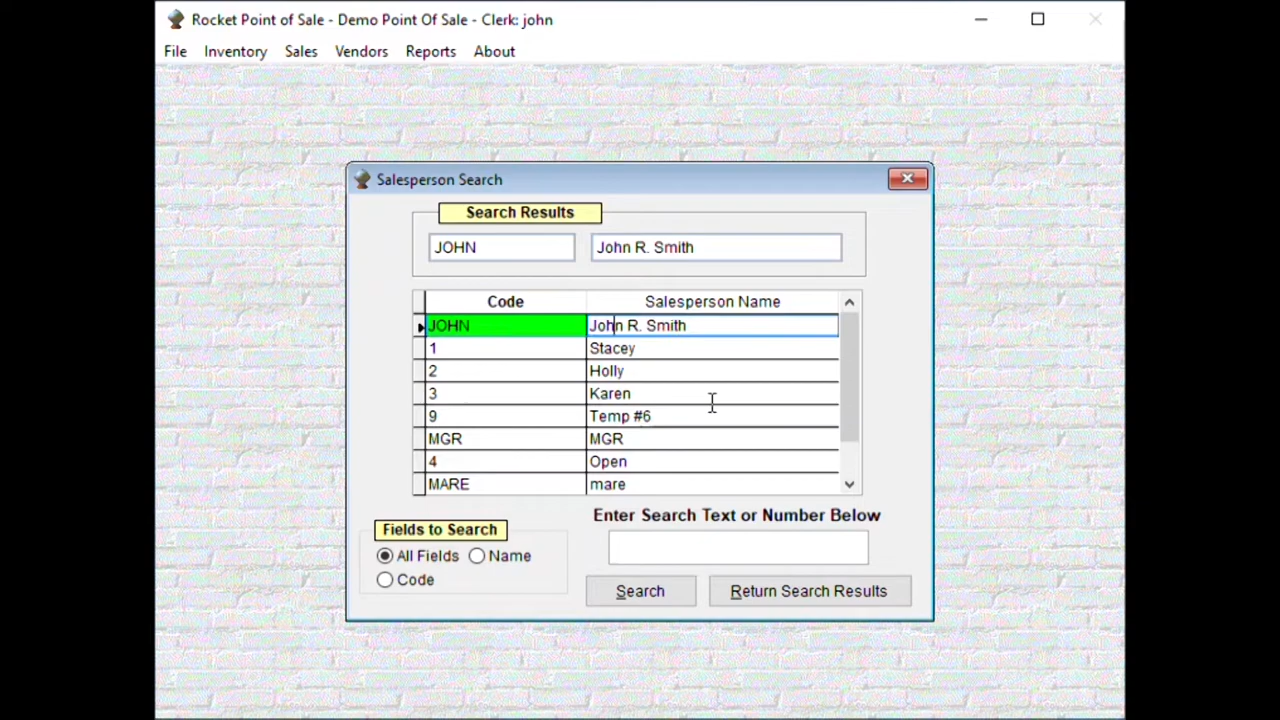 Rocket Point of Sale - Demo Point Of Sale - Clerk: john
File Inventory Sales Vendors Reports About
Salesperson Search
Search Results
JOHN John R. Smith
Code Salesperson Name
JOHN John R. Smith
1 Stacey
2 Holly
3 Karen
9 Temp #6
MGR MGR
4 Open
MARE mare
Enter Search Text or Number Below
Fields to Search
All Fields Name
Code
Search Return Search Results